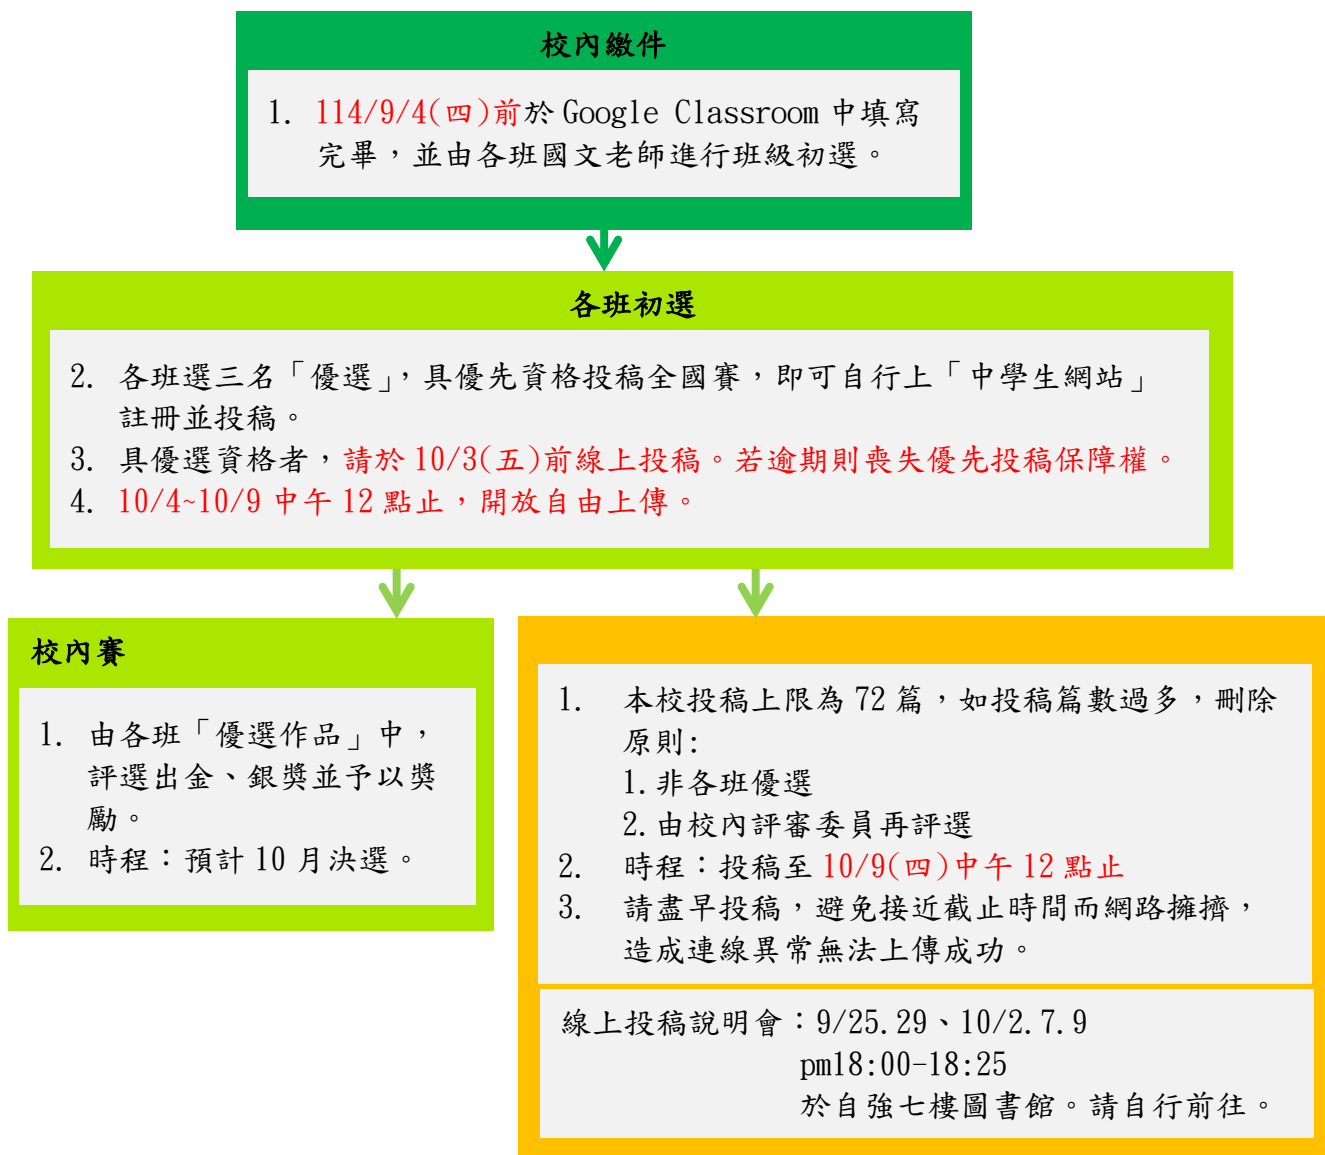 校內繳件
1. 114/9/4(四)前於 Google Classroom 中填寫
完畢，並由各班國文老師進行班級初選。
各班初選
2. 各班選三名「優選」，具優先資格投稿全國賽，即可自行上「中學生網站」
註冊並投稿。
3. 具優選資格者，請於 10/3(五)前線上投稿。若逾期則喪失優先投稿保障權。
4. 10/4~10/9 中午 12 點止，開放自由上傳。
校內賽
1. 由各班「優選作品」中，
評選出金、銀獎並予以獎
勵。
2. 時程：預計 10 月決選。
1. 本校投稿上限為 72 篇，如投稿篇數過多，刪除
原則:
1.非各班優選
2.由校內評審委員再評選
2. 時程：投稿至 10/9(四)中午 12 點止
3. 請盡早投稿，避免接近截止時間而網路擁擠，
造成連線異常無法上傳成功。
線上投稿說明會：9/25.29、10/2.7.9
pm18:00-18:25
於自強七樓圖書館。請自行前往。